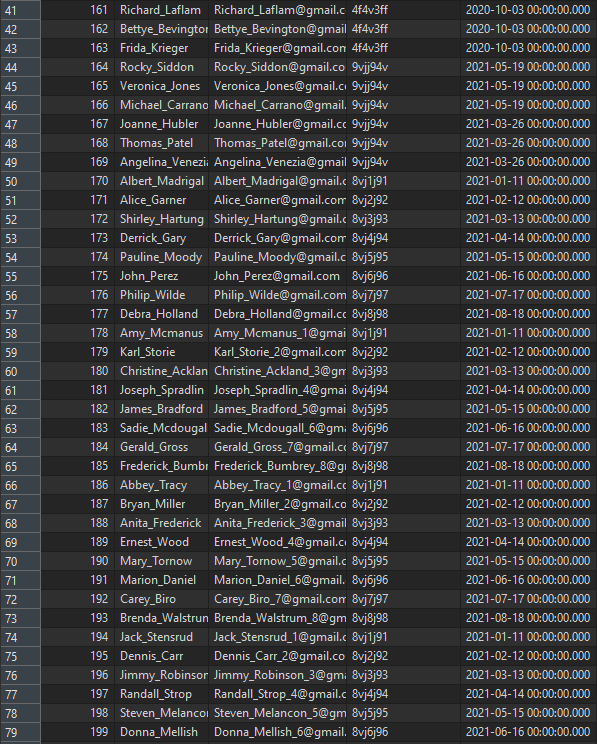 41 161 Richard_Laflam Richard_Laflam@gmail.com 4f4v3ff 2020-10-03 00:00:00.000
42 162 Bettye_Bevington Bettye_Bevington@gmail.c 4f4v3ff 2020-10-03 00:00:00.000
43 163 Frida_Krieger Frida_Krieger@gmail.com 4f4v3ff 2020-10-03 00:00:00.000
44 164 Rocky_Siddon Rocky_Siddon@gmail.com 9vjj94v 2021-05-19 00:00:00.000
45 165 Veronica_Jones Veronica_Jones@gmail.co 9vjj94v 2021-05-19 00:00:00.000
46 166 Michael_Carrano Michael_Carrano@gmail.co 9vjj94v 2021-05-19 00:00:00.000
47 167 Joanne_Hubler Joanne_Hubler@gmail.co 9vjj94v 2021-03-26 00:00:00.000
48 168 Thomas_Patel Thomas_Patel@gmail.com 9vjj94v 2021-03-26 00:00:00.000
49 169 Angelina_Venezia Angelina_Venezia@gmail.c 9vjj94v 2021-03-26 00:00:00.000
50 170 Albert_Madrigal Albert_Madrigal@gmail.c 8vj1j91 2021-01-11 00:00:00.000
51 171 Alice_Garner Alice_Garner@gmail.com 8vj2j92 2021-02-12 00:00:00.000
52 172 Shirley_Hartung Shirley_Hartung@gmail.c 8vj3j93 2021-03-13 00:00:00.000
53 173 Derrick_Gary Derrick_Gary@gmail.com 8vj4j94 2021-04-14 00:00:00.000
54 174 Pauline_Moody Pauline_Moody@gmail.c 8vj5j95 2021-05-15 00:00:00.000
55 175 John_Perez John_Perez@gmail.com 8vj6j96 2021-06-16 00:00:00.000
56 176 Philip_Wilde Philip_Wilde@gmail.com 8vj7j97 2021-07-17 00:00:00.000
57 177 Debra_Holland Debra_Holland@gmail.co 8vj8j98 2021-08-18 00:00:00.000
58 178 Amy_Mcmanus Amy_Mcmanus_1@gmail 8vj1j91 2021-01-11 00:00:00.000
59 179 Karl_Storie Karl_Storie_2@gmail.com 8vj2j92 2021-02-12 00:00:00.000
60 180 Christine_Acklan Christine_Ackland_3@gm 8vj3j93 2021-03-13 00:00:00.000
61 181 Joseph_Spradlin Joseph_Spradlin_4@gmail 8vj4j94 2021-04-14 00:00:00.000
62 182 James_Bradford James_Bradford_5@gmai 8vj5j95 2021-05-15 00:00:00.000
63 183 Sadie_Mcdougal Sadie_Mcdougall_6@gma 8vj6j96 2021-06-16 00:00:00.000
64 184 Gerald_Gross Gerald_Gross_7@gmail.co 8vj7j97 2021-07-17 00:00:00.000
65 185 Frederick_Bumbr Frederick_Bumbrey_8@g 8vj8j98 2021-08-18 00:00:00.000
66 186 Abbey_Tracy Abbey_Tracy_1@gmail.co 8vj1j91 2021-01-11 00:00:00.000
67 187 Bryan_Miller Bryan_Miller_2@gmail.co 8vj2j92 2021-02-12 00:00:00.000
68 188 Anita_Frederick Anita_Frederick_3@gmail. 8vj3j93 2021-03-13 00:00:00.000
69 189 Ernest_Wood Ernest_Wood_4@gmail.c 8vj4j94 2021-04-14 00:00:00.000
70 190 Mary_Tornow Mary_Tornow_5@gmail.c 8vj5j95 2021-05-15 00:00:00.000
71 191 Marion_Daniel Marion_Daniel_6@gmail. 8vj6j96 2021-06-16 00:00:00.000
72 192 Carey_Biro Carey_Biro_7@gmail.com 8vj7j97 2021-07-17 00:00:00.000
73 193 Brenda_Walstrum Brenda_Walstrum_8@gm 8vj8j98 2021-08-18 00:00:00.000
74 194 Jack_Stensrud Jack_Stensrud_1@gmail.c 8vj1j91 2021-01-11 00:00:00.000
75 195 Dennis_Carr Dennis_Carr_2@gmail.co 8vj2j92 2021-02-12 00:00:00.000
76 196 Jimmy_Robinson Jimmy_Robinson_3@gma 8vj3j93 2021-03-13 00:00:00.000
77 197 Randall_Strop Randall_Strop_4@gmail.c 8vj4j94 2021-04-14 00:00:00.000
78 198 Steven_Melancon Steven_Melancon_5@gm 8vj5j95 2021-05-15 00:00:00.000
79 199 Donna_Mellish Donna_Mellish_6@gmail. 8vj6j96 2021-06-16 00:00:00.000